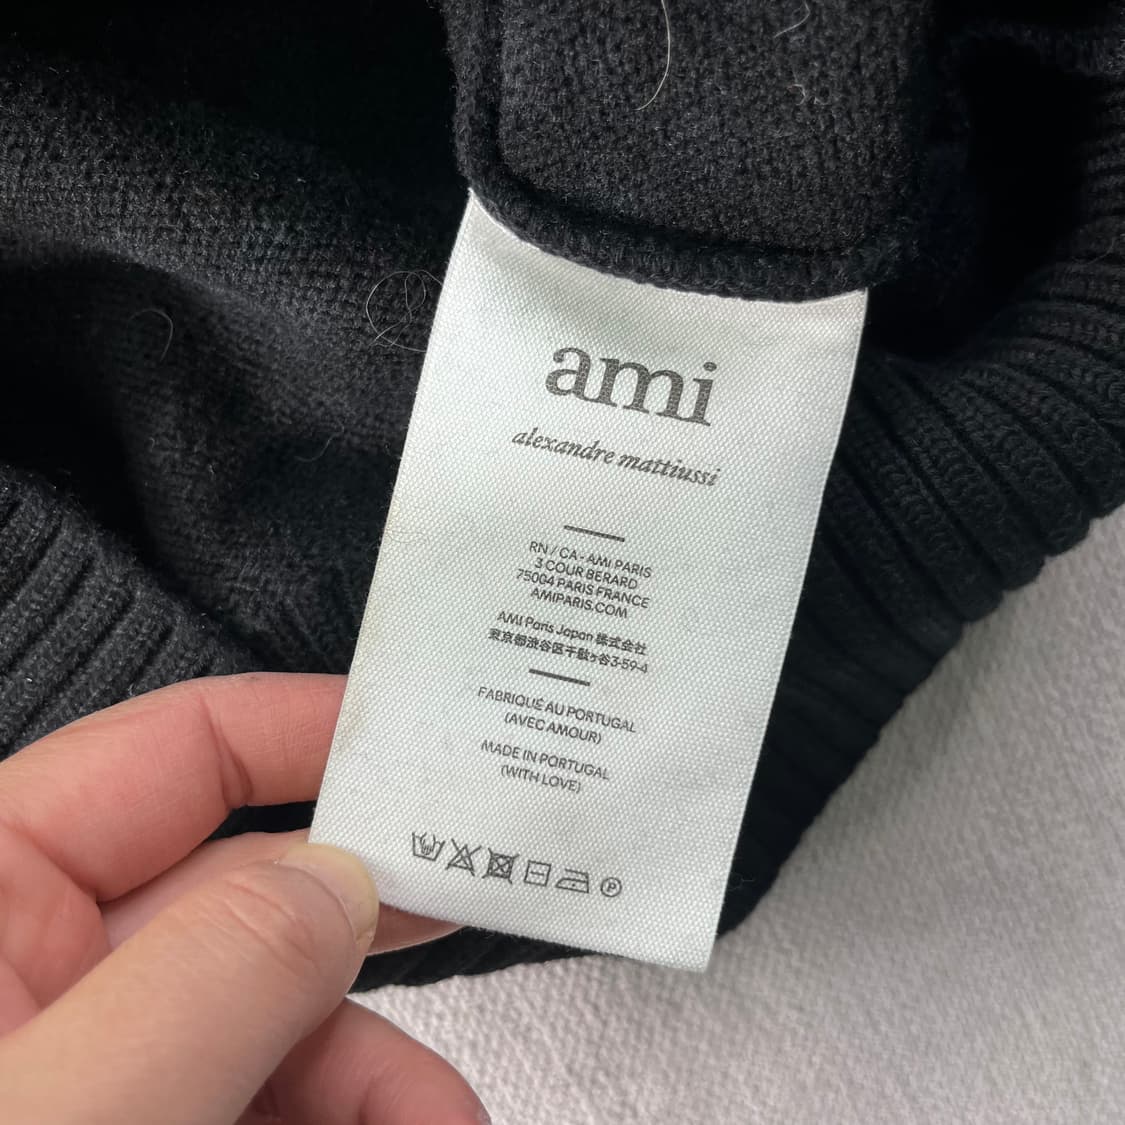 ami
alexandre mattiussi
RN / CA - AMI PARIS
3 COUR BERARD
75004 PARIS FRANCE
AMIPARIS.COM
AMI Paris Japan 株式会社
東京都渋谷区千駄ヶ谷3-59-4
FABRIQUÉ AU PORTUGAL
(AVEC AMOUR)
MADE IN PORTUGAL
(WITH LOVE)
P